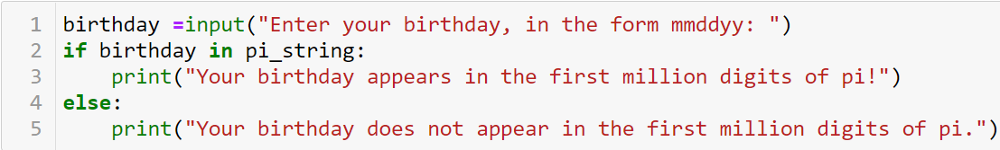 1 birthday =input("Enter your birthday, in the form mmddyy: ")
2 if birthday in pi_string:
3     print("Your birthday appears in the first million digits of pi!")
4 else:
5     print("Your birthday does not appear in the first million digits of pi.")